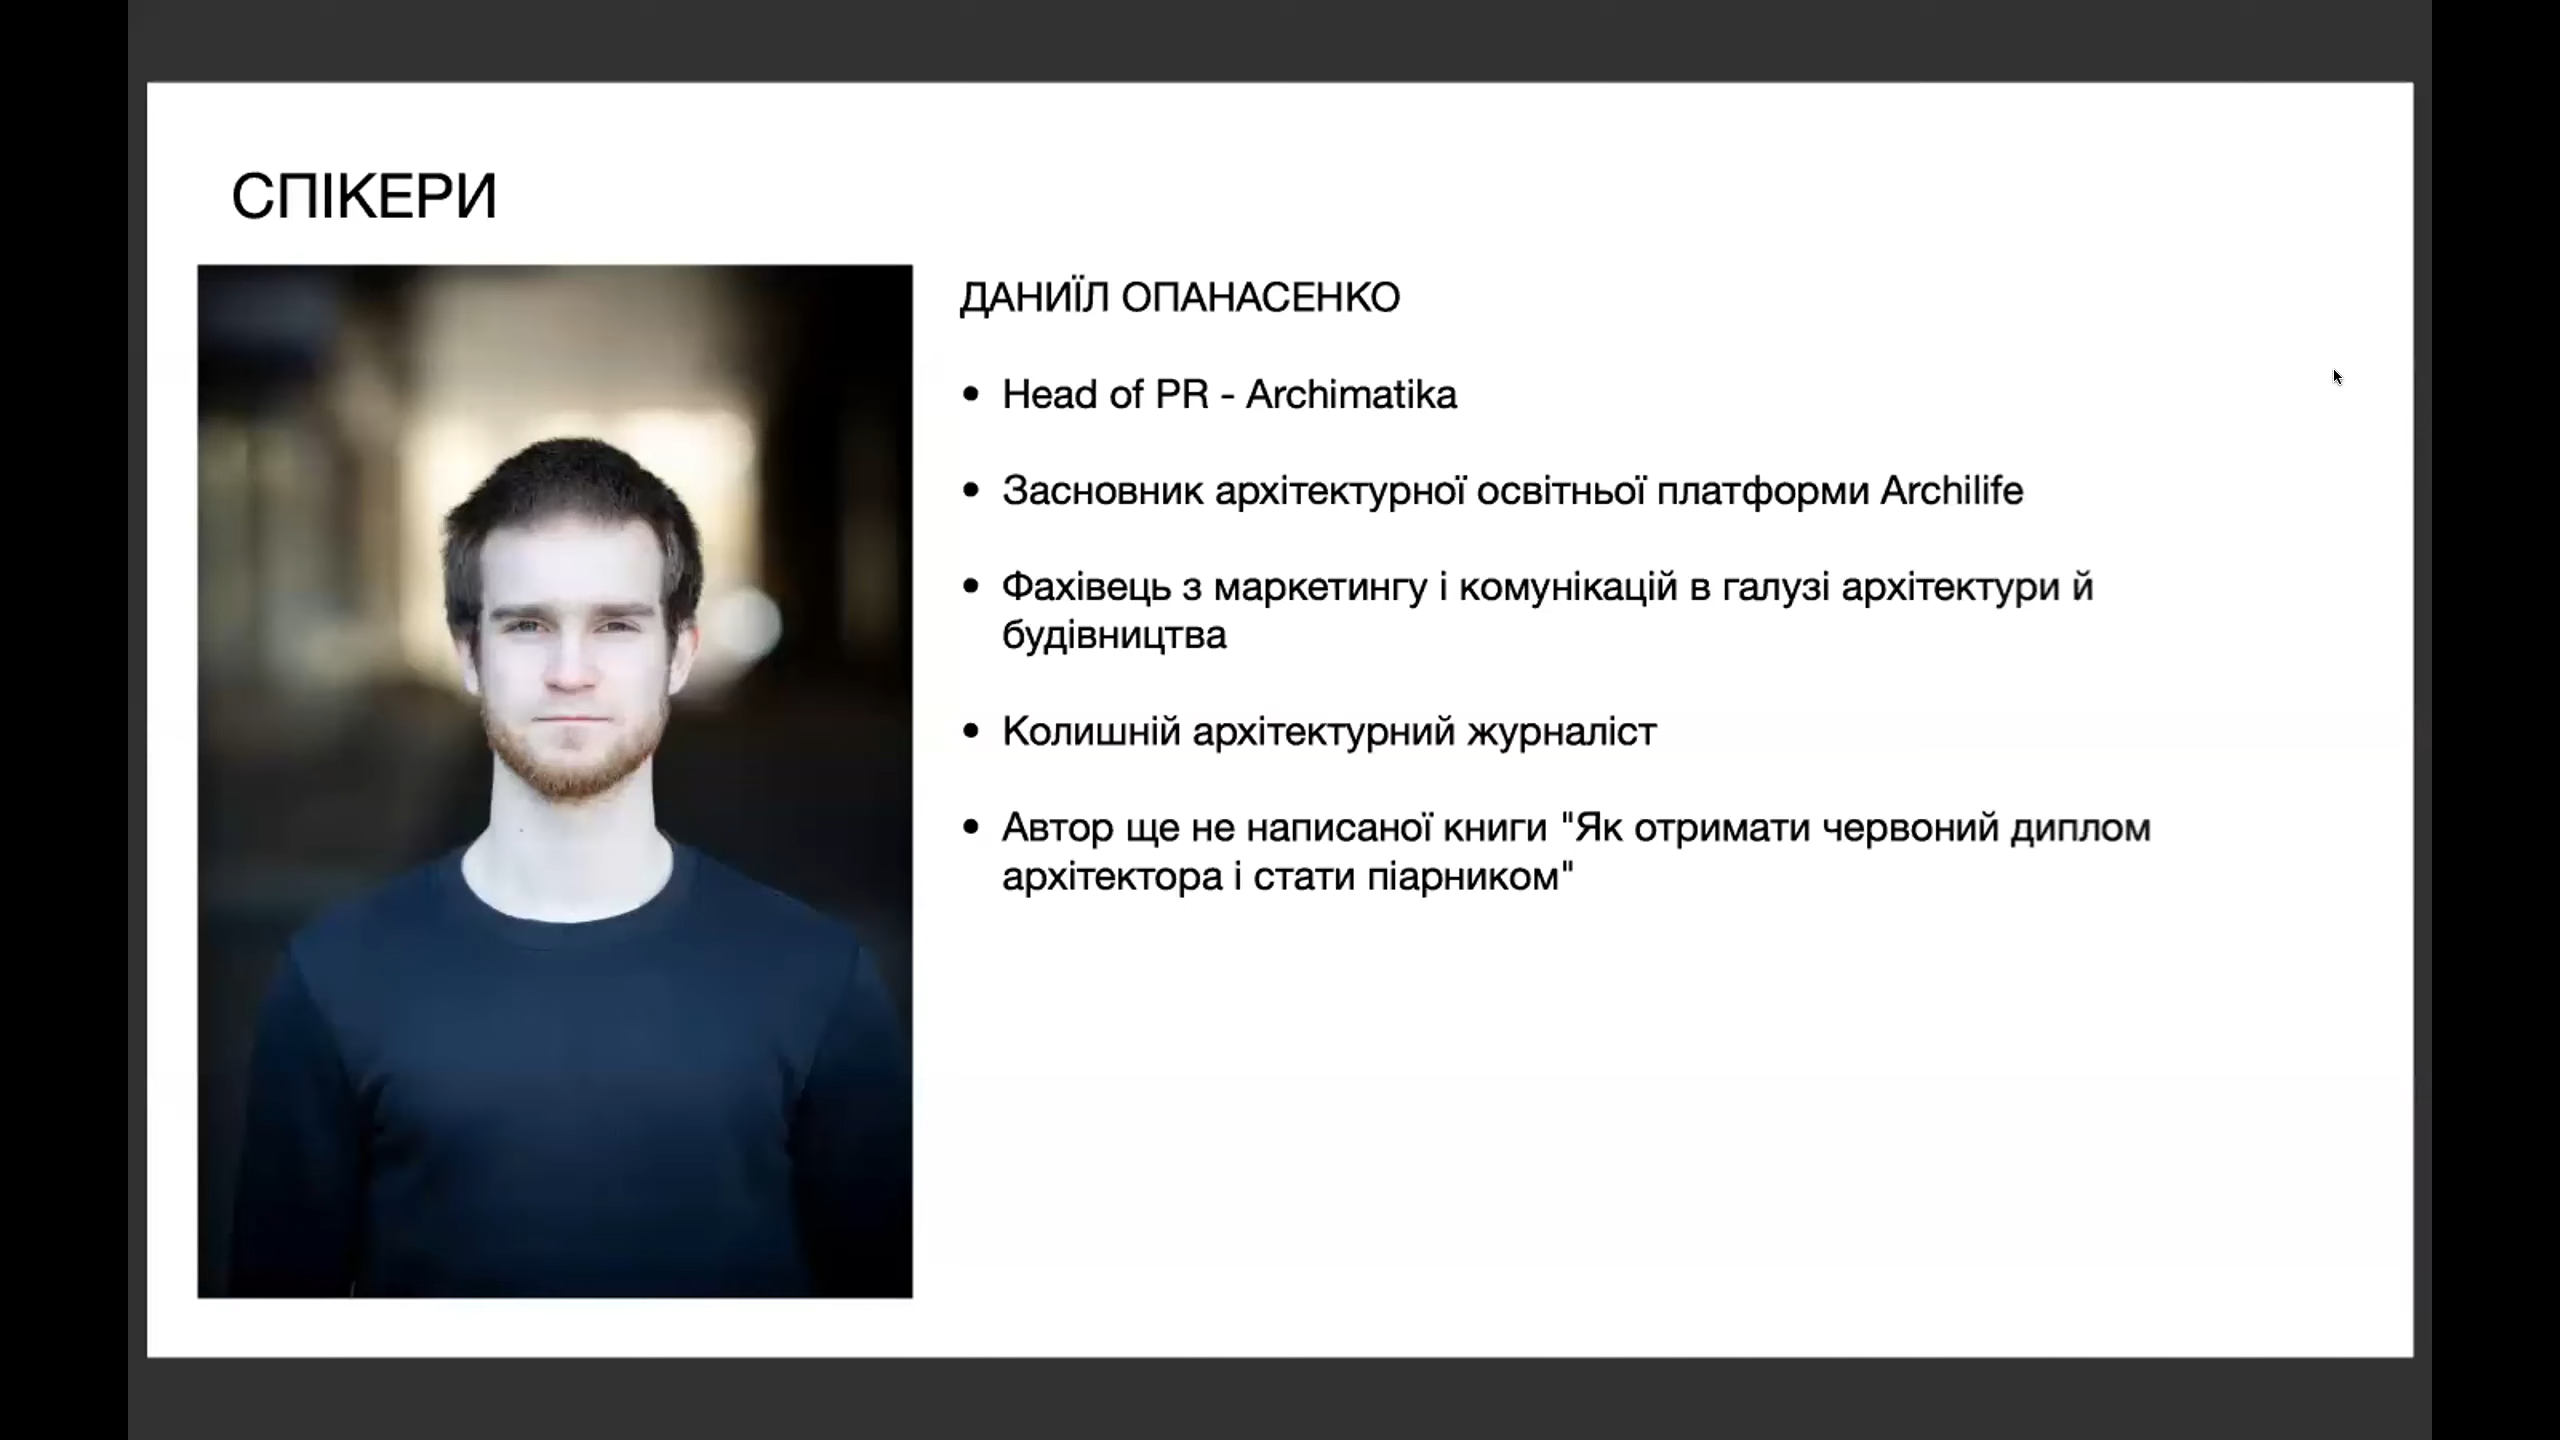 СПІКЕРИ
ДАНИЇЛ ОПАНАСЕНКО
• Head of PR - Archimatika
• Засновник архітектурної освітньої платформи Archilife
• Фахівець з маркетингу і комунікацій в галузі архітектури й
будівництва
• Колишній архітектурний журналіст
• Автор ще не написаної книги "Як отримати червоний диплом
архітектора і стати піарником"